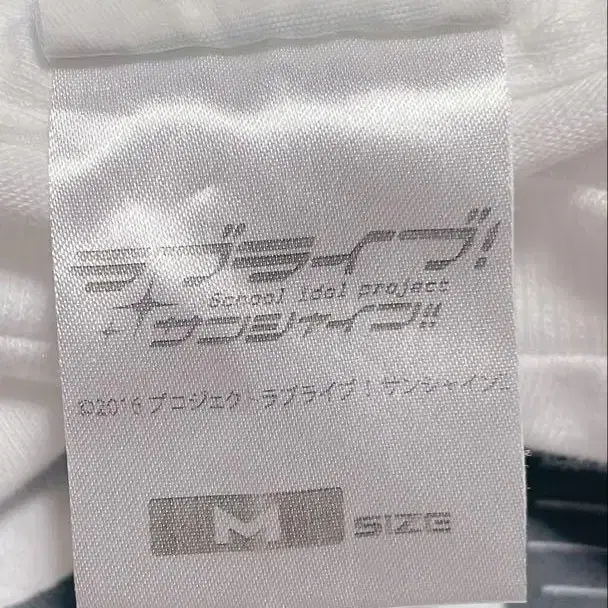 ラブライブ!
School idol project
サンシャイン!!
©2016 プロジェクトラブライブ!サンシャイン
M SIZE